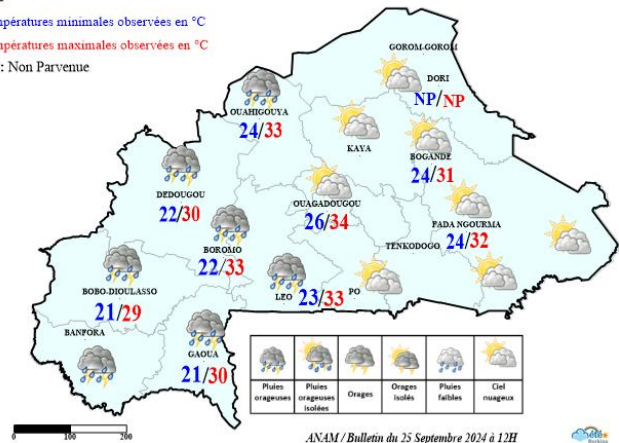 mpératures minimales observées en °C
mpératures maximales observées en °C
: Non Parvenue
GOROM-GOROM
DORI
NP/NP
OUAHIGOUYA
24/33
KAYA
BOGANDE
24/31
DEDOUGOU
22/30
OUAGADOUGOU
26/34
FADA NGOURMA
24/32
BOROMO
22/33
TENKODOGO
BOBO-DIOULASSO
21/29
LEO
23/33
PO
BANFORA
GAOUA
21/30
Pluies orageuses
Pluies orageuses isolées
Orages
Orages isolés
Pluies faibles
Ciel nuageux
0 100 200
ANAM / Bulletin du 25 Septembre 2024 à 12H